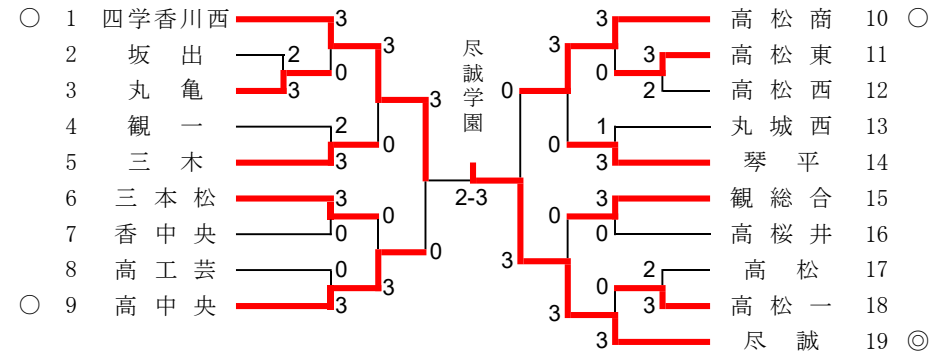 ○ 1 四学香川西 3 3 高松商 10 ○
3 尽誠学園 3
2 坂出 2 3 高松東 11
0 0
3 丸亀 3 2 高松西 12
3 0
4 観一 2 1 丸城西 13
0 0
5 三木 3 3 琴平 14
2-3
6 三本松 3 3 観総合 15
0 0
7 香中央 0 0 高桜井 16
0 3
8 高工芸 0 2 高松 17
3 0
○ 9 高中央 3 3 高松一 18
3
3 尽誠 19 ◎